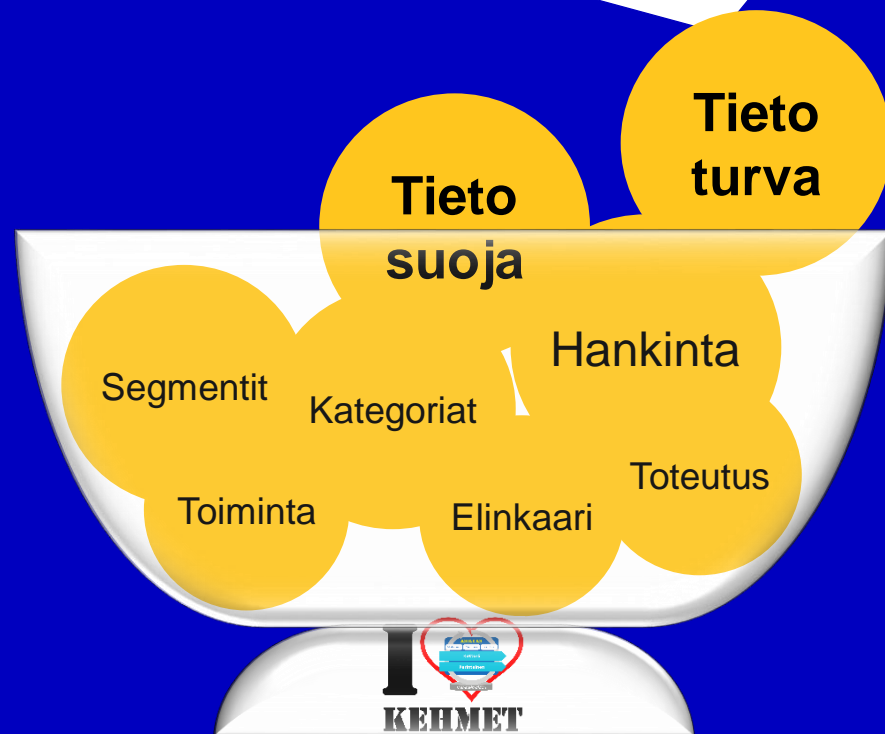 Tieto
turva
Tieto
suoja
Hankinta
Segmentit
Kategoriat
Toteutus
Toiminta
Elinkaari
I
KEHMET